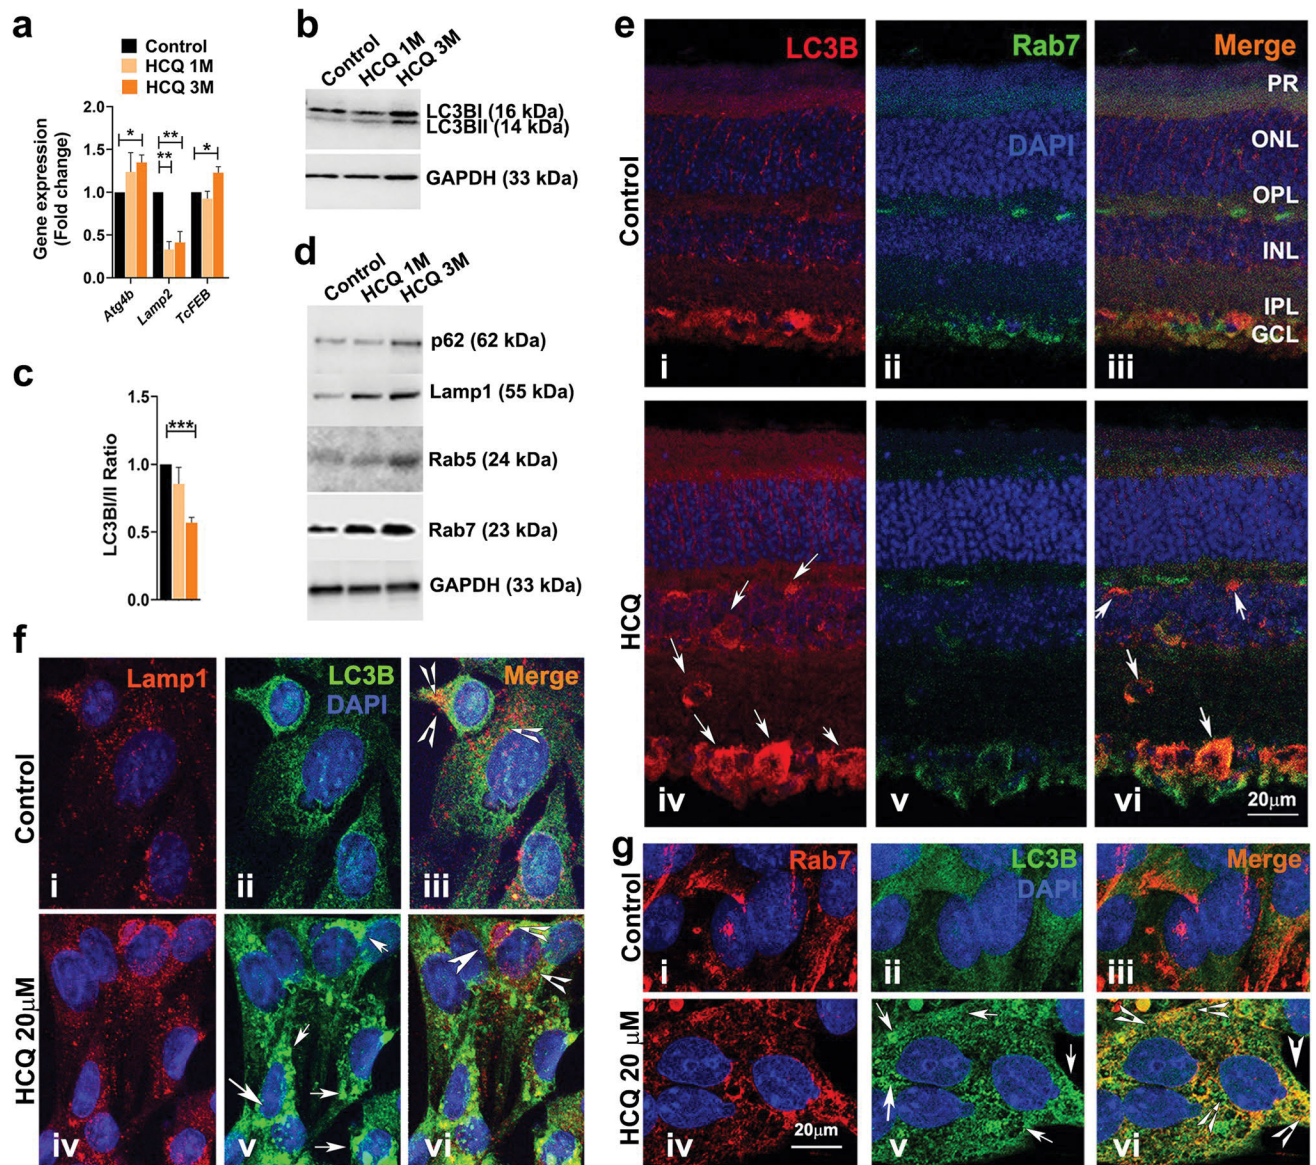 a
Control
HCQ 1M
HCQ 3M
Gene expression
(Fold change)
2.0
1.5
1.0
0.5
0.0
*
**
**
*
Atg4b
Lamp2
TcFEB
b
Control
HCQ 1M
HCQ 3M
LC3BI (16 kDa)
LC3BII (14 kDa)
GAPDH (33 kDa)
c
LC3BI/II Ratio
1.5
1.0
0.5
0.0
***
d
Control
HCQ 1M
HCQ 3M
p62 (62 kDa)
Lamp1 (55 kDa)
Rab5 (24 kDa)
Rab7 (23 kDa)
GAPDH (33 kDa)
e
LC3B
Rab7
Merge
Control
DAPI
PR
ONL
OPL
INL
IPL
GCL
i
ii
iii
HCQ
iv
v
vi
20μm
f
Lamp1
LC3B
DAPI
Merge
Control
i
ii
iii
HCQ 20μM
iv
v
vi
g
Rab7
LC3B
DAPI
Merge
Control
i
ii
iii
HCQ 20 μM
20μm
iv
v
vi